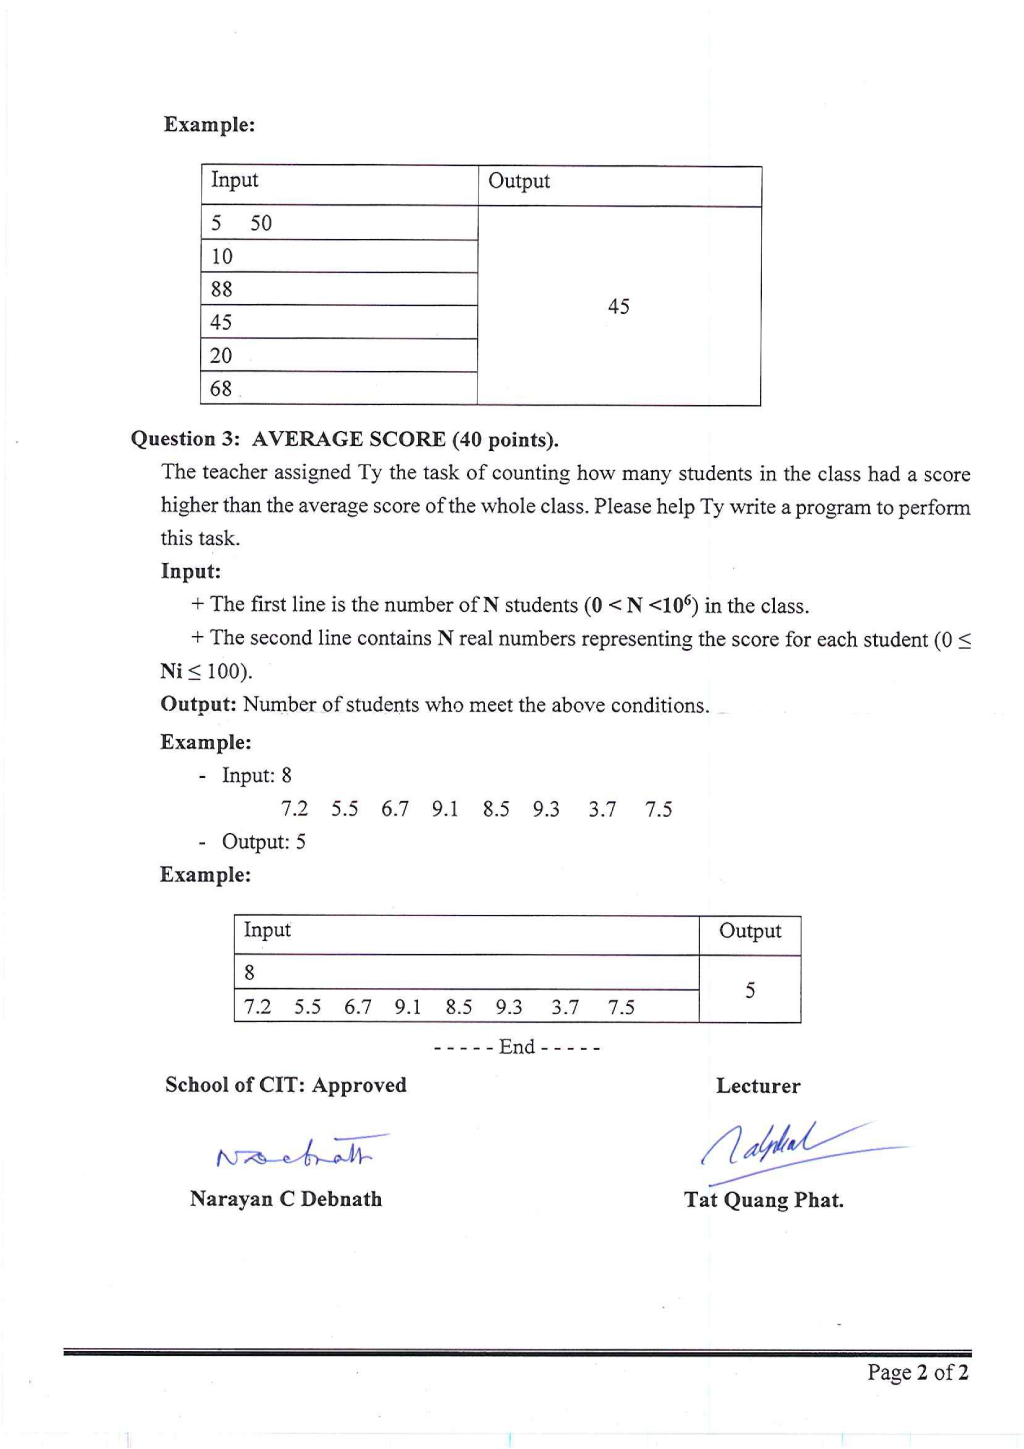 Example:
Input Output
5 50
10
88
45
45
20
68
Question 3: AVERAGE SCORE (40 points).
The teacher assigned Ty the task of counting how many students in the class had a score
higher than the average score of the whole class. Please help Ty write a program to perform
this task.
Input:
+ The first line is the number of N students (0 < N <10⁶) in the class.
+ The second line contains N real numbers representing the score for each student (0 ≤
Ni ≤ 100).
Output: Number of students who meet the above conditions.
Example:
- Input: 8
7.2 5.5 6.7 9.1 8.5 9.3 3.7 7.5
- Output: 5
Example:
Input Output
8
5
7.2 5.5 6.7 9.1 8.5 9.3 3.7 7.5
- - - - - End - - - - -
School of CIT: Approved Lecturer
Narayan C Debnath Tat Quang Phat.
Page 2 of 2